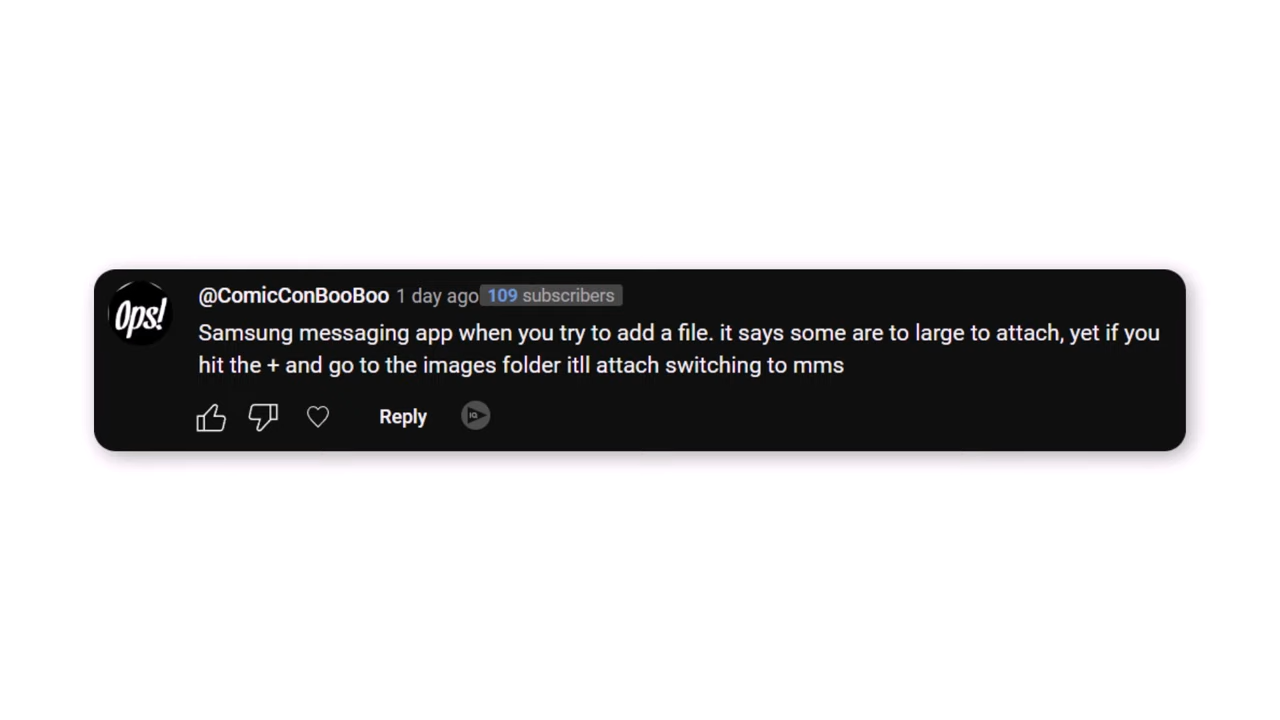 Ops!
@ComicConBooBoo 1 day ago 109 subscribers
Samsung messaging app when you try to add a file. it says some are to large to attach, yet if you
hit the + and go to the images folder itll attach switching to mms
Reply
IQ